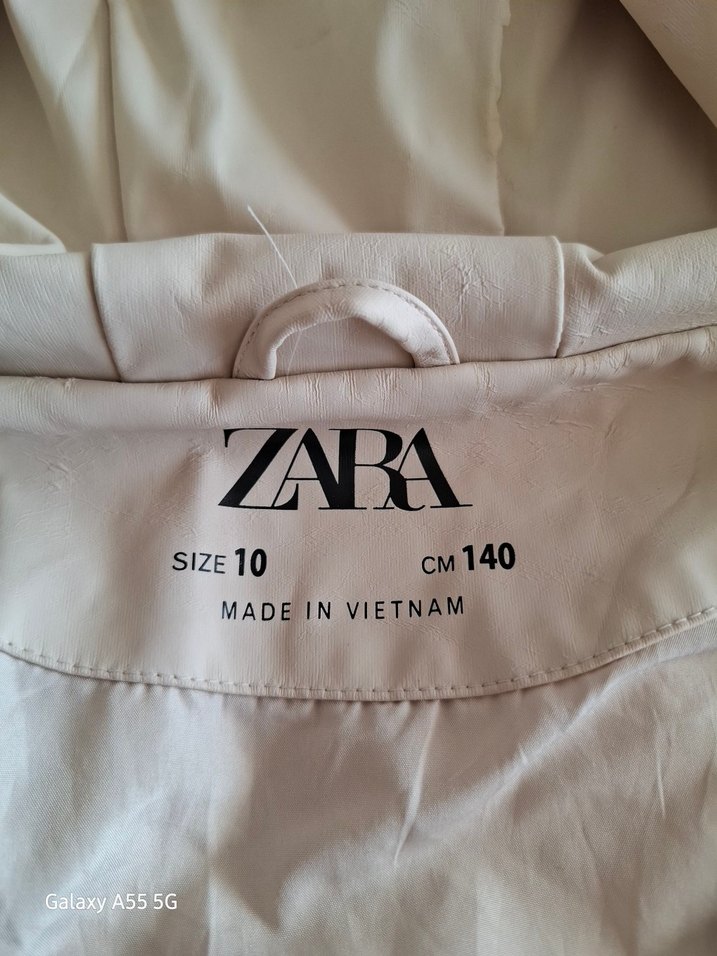 ZARA
SIZE 10 CM 140
MADE IN VIETNAM
Galaxy A55 5G